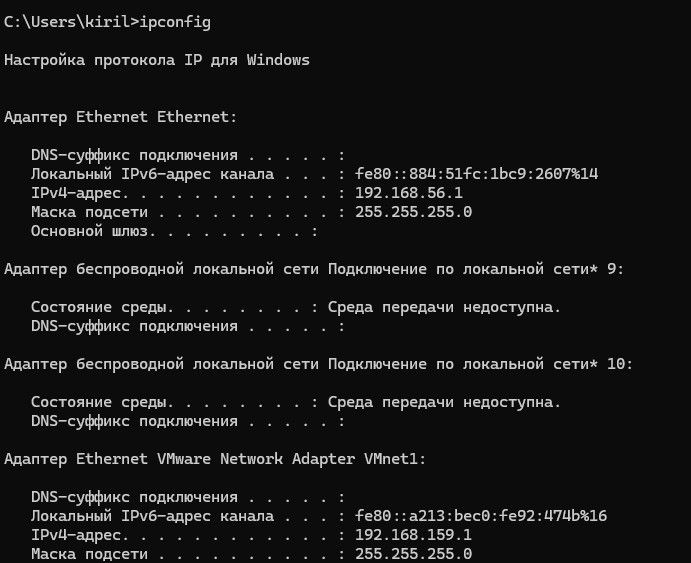 C:\Users\kiril>ipconfig
Настройка протокола IP для Windows
Адаптер Ethernet Ethernet:
DNS-суффикс подключения . . . . . :
Локальный IPv6-адрес канала . . . : fe80::884:51fc:1bc9:2607%14
IPv4-адрес. . . . . . . . . . . . : 192.168.56.1
Маска подсети . . . . . . . . . . : 255.255.255.0
Основной шлюз. . . . . . . . . :
Адаптер беспроводной локальной сети Подключение по локальной сети* 9:
Состояние среды. . . . . . . . : Среда передачи недоступна.
DNS-суффикс подключения . . . . . :
Адаптер беспроводной локальной сети Подключение по локальной сети* 10:
Состояние среды. . . . . . . . : Среда передачи недоступна.
DNS-суффикс подключения . . . . . :
Адаптер Ethernet VMware Network Adapter VMnet1:
DNS-суффикс подключения . . . . . :
Локальный IPv6-адрес канала . . . : fe80::a213:bec0:fe92:474b%16
IPv4-адрес. . . . . . . . . . . . : 192.168.159.1
Маска подсети . . . . . . . . . . : 255.255.255.0